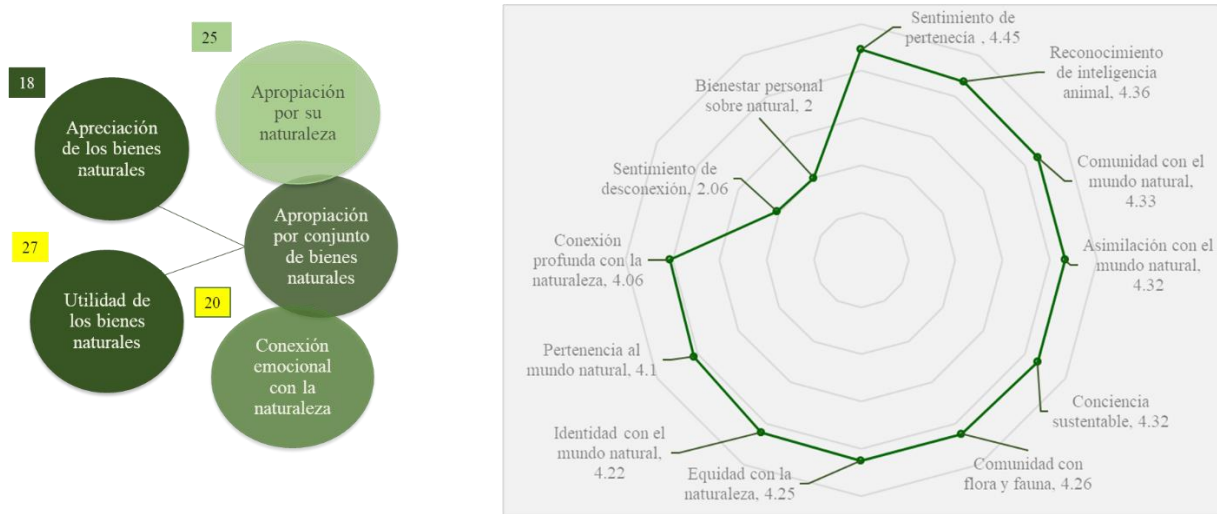 25
18
Apropiación
por su
naturaleza
Apreciación
de los bienes
naturales
Apropiación
por conjunto
de bienes
naturales
27
Utilidad de
los bienes
naturales
20
Conexión
emocional
con la
naturaleza
Sentimiento de
pertenecía , 4.45
Reconocimiento
de inteligencia
animal, 4.36
Comunidad con el
mundo natural,
4.33
Asimilación con el
mundo natural,
4.32
Conciencia
sustentable, 4.32
Comunidad con
flora y fauna, 4.26
Equidad con la
naturaleza, 4.25
Identidad con el
mundo natural,
4.22
Pertenencia al
mundo natural, 4.1
Conexión
profunda con la
naturaleza, 4.06
Sentimiento de
desconexión, 2.06
Bienestar personal
sobre natural, 2